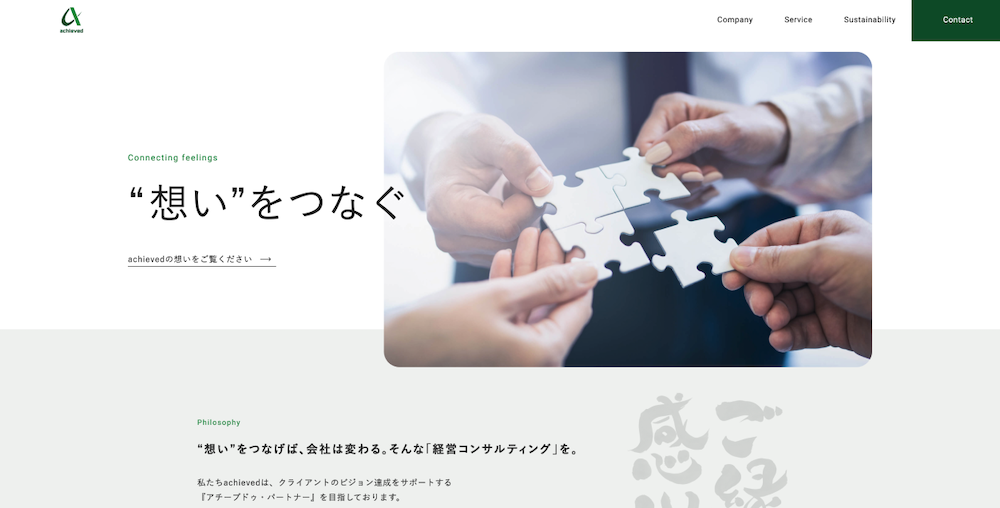 achieved
Company
Service
Sustainability
Contact
Connecting feelings
“想い”をつなぐ
achievedの想いをご覧ください →
Philosophy
“想い”をつなげば、会社は変わる。そんな「経営コンサルティング」を。
私たちachievedは、クライアントのビジョン達成をサポートする
『アチーブドゥ・パートナー』を目指しております。
ご縁
感